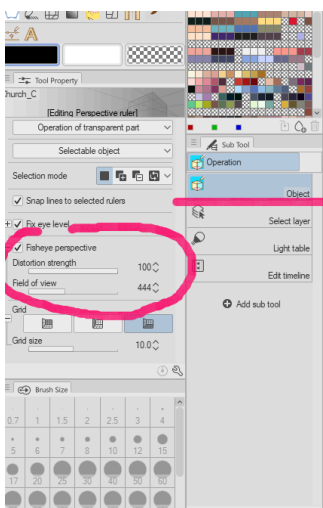 Tool Property
hurch_C
[Editing Perspective ruler]
Operation of transparent part
Selectable object
Selection mode
Snap lines to selected rulers
Fix eye level
Fisheye perspective
Distortion strength 100
Field of view 444
Grid
Grid size 10.0
Brush Size
0.7 1 1.5 2 2.5 3 4
5 6 7 8 10 12 15
17 20 25 30 40 50 60
Sub Tool
Operation
Object
Select layer
Light table
Edit timeline
Add sub tool